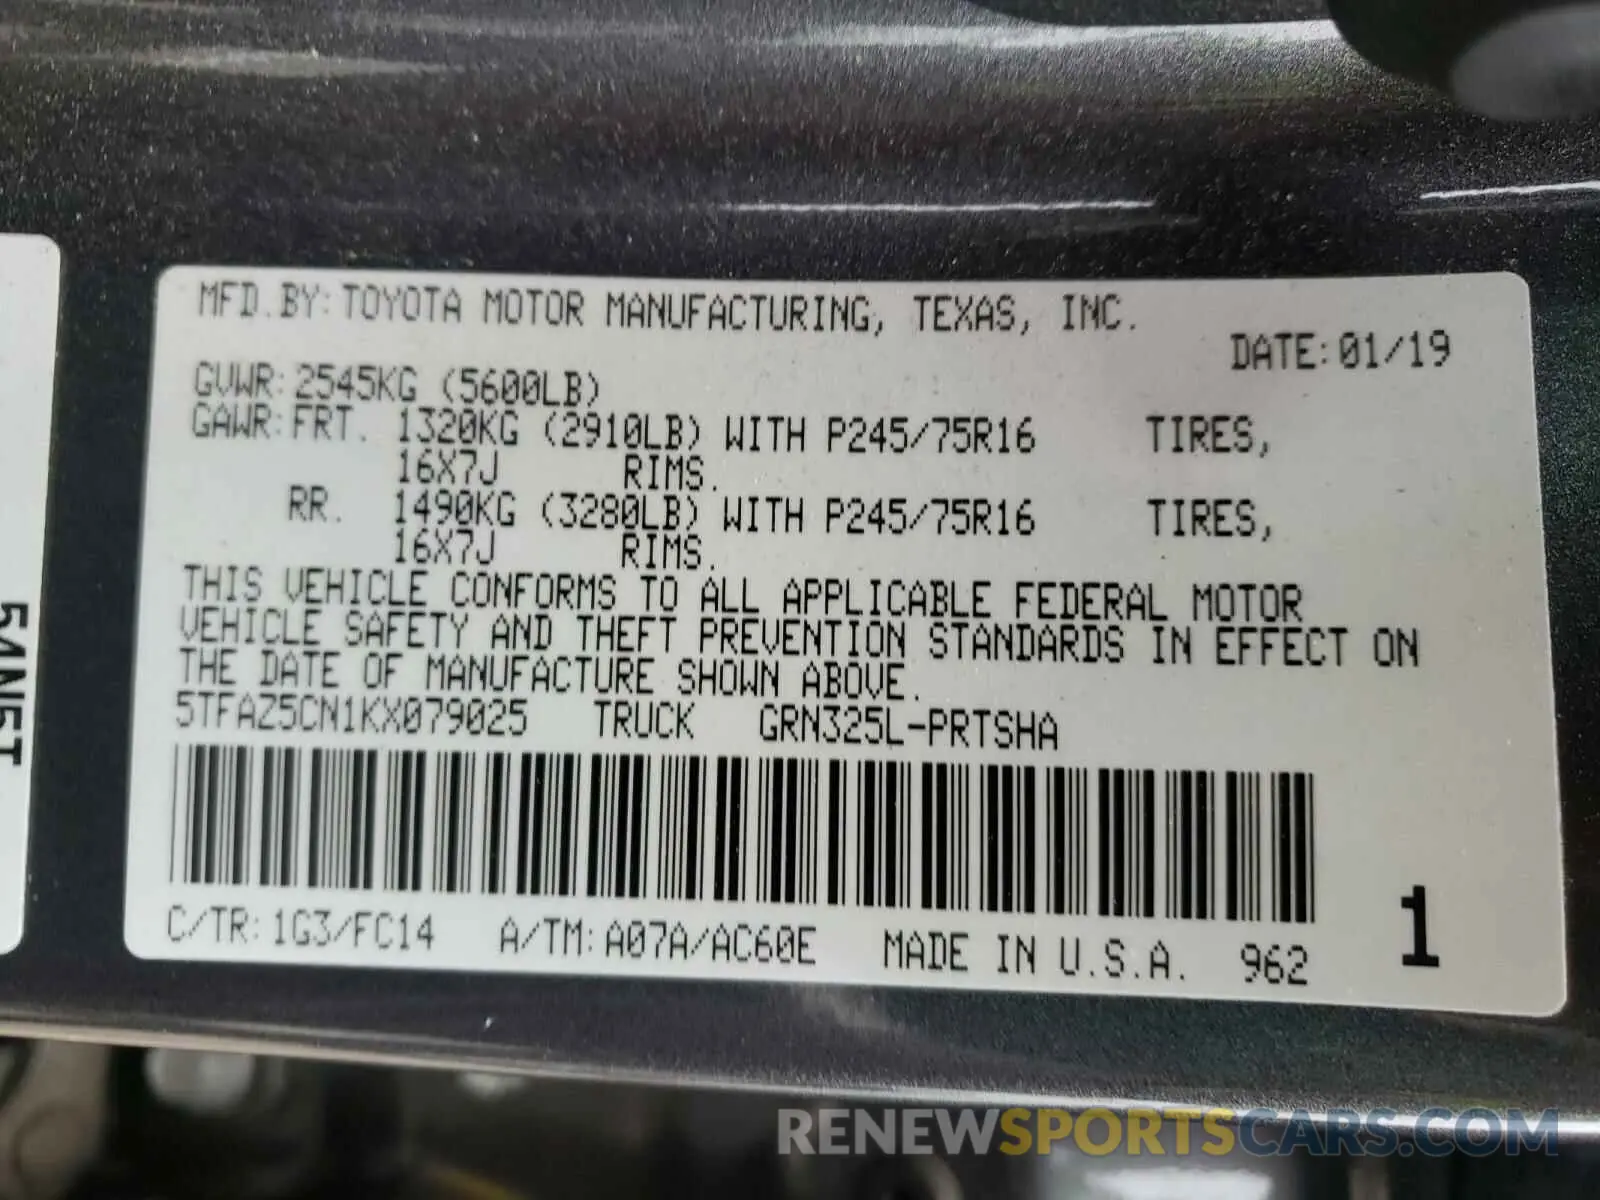 MFD. BY: TOYOTA MOTOR MANUFACTURING, TEXAS, INC.
DATE: 01/19
GVWR: 2545KG (5600LB)
GAWR: FRT. 1320KG (2910LB) WITH P245/75R16 TIRES,
16X7J RIMS.
RR. 1490KG (3280LB) WITH P245/75R16 TIRES,
16X7J RIMS.
THIS VEHICLE CONFORMS TO ALL APPLICABLE FEDERAL MOTOR
VEHICLE SAFETY AND THEFT PREVENTION STANDARDS IN EFFECT ON
THE DATE OF MANUFACTURE SHOWN ABOVE.
5TFAZ5CN1KX079025 TRUCK GRN325L-PRTSHA
C/TR: 1G3/FC14 A/TM: A07A/AC60E MADE IN U.S.A. 962
1
RENEWSPORTSCARS.COM